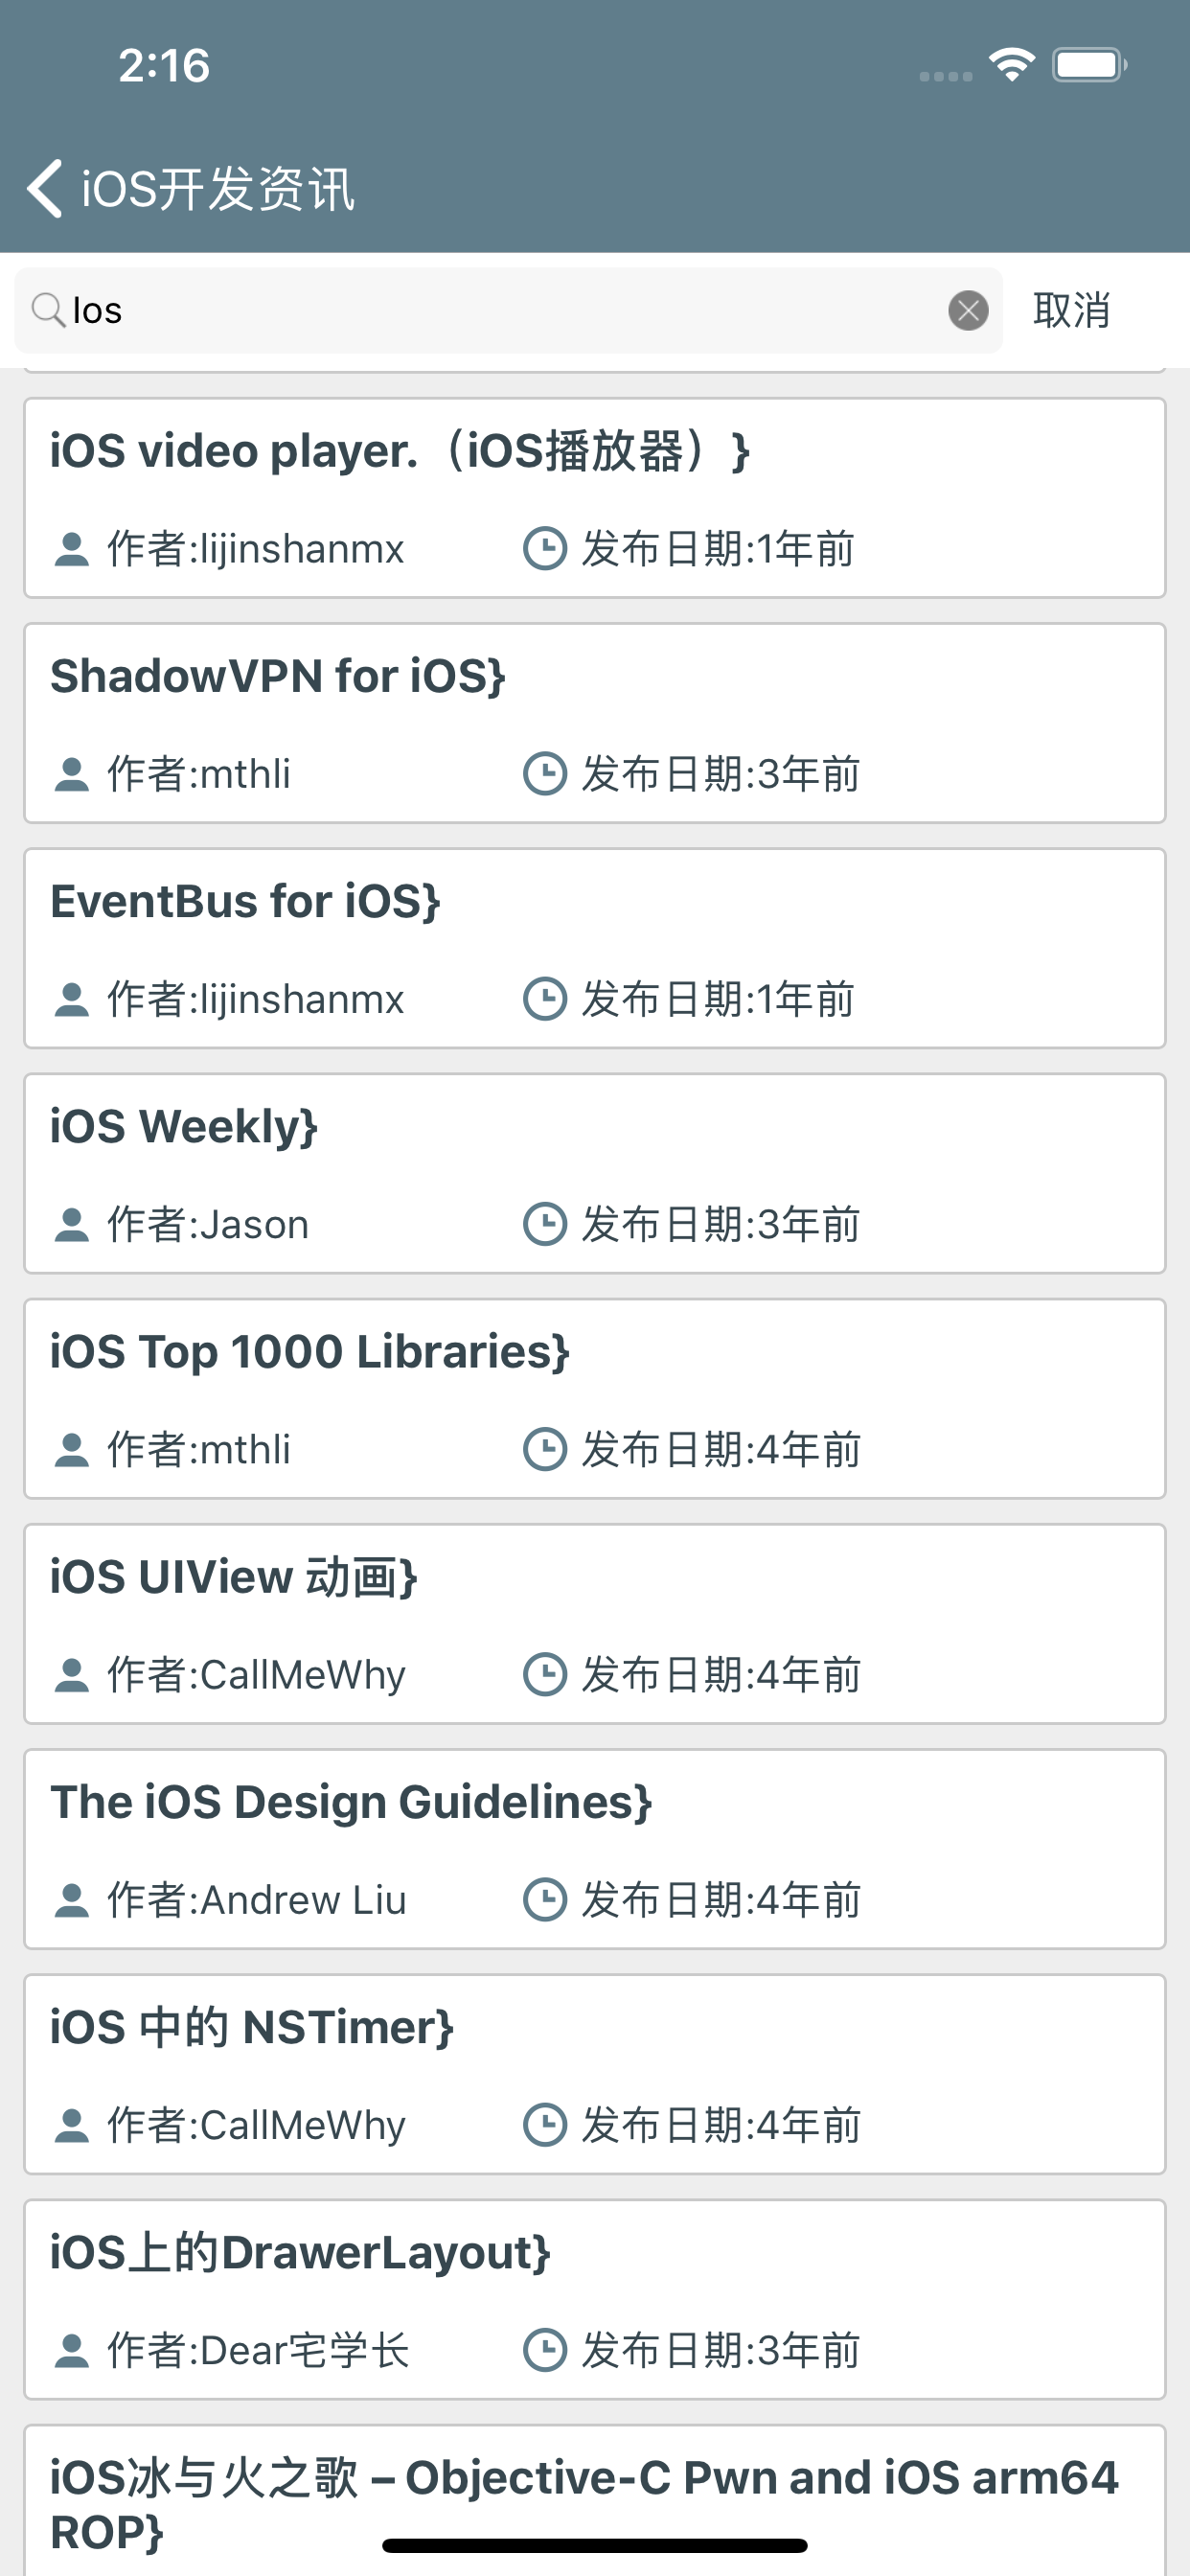 2:16
iOS开发资讯
Ios
取消
iOS video player.（iOS播放器）}
作者:lijinshanmx 发布日期:1年前
ShadowVPN for iOS}
作者:mthli 发布日期:3年前
EventBus for iOS}
作者:lijinshanmx 发布日期:1年前
iOS Weekly}
作者:Jason 发布日期:3年前
iOS Top 1000 Libraries}
作者:mthli 发布日期:4年前
iOS UIView 动画}
作者:CallMeWhy 发布日期:4年前
The iOS Design Guidelines}
作者:Andrew Liu 发布日期:4年前
iOS 中的 NSTimer}
作者:CallMeWhy 发布日期:4年前
iOS上的DrawerLayout}
作者:Dear宅学长 发布日期:3年前
iOS冰与火之歌 – Objective-C Pwn and iOS arm64
ROP}